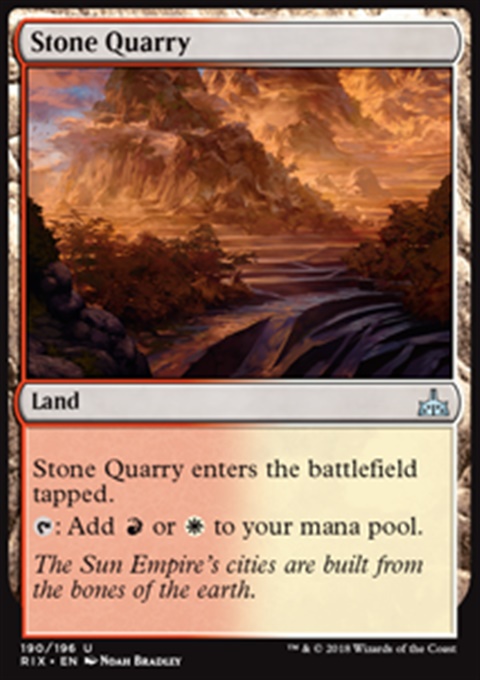 Stone Quarry
Land
Stone Quarry enters the battlefield
tapped.
: Add or to your mana pool.
The Sun Empire's cities are built from
the bones of the earth.
190/196 U
RIX • EN Noah Bradley
™ & © 2018 Wizards of the Coast